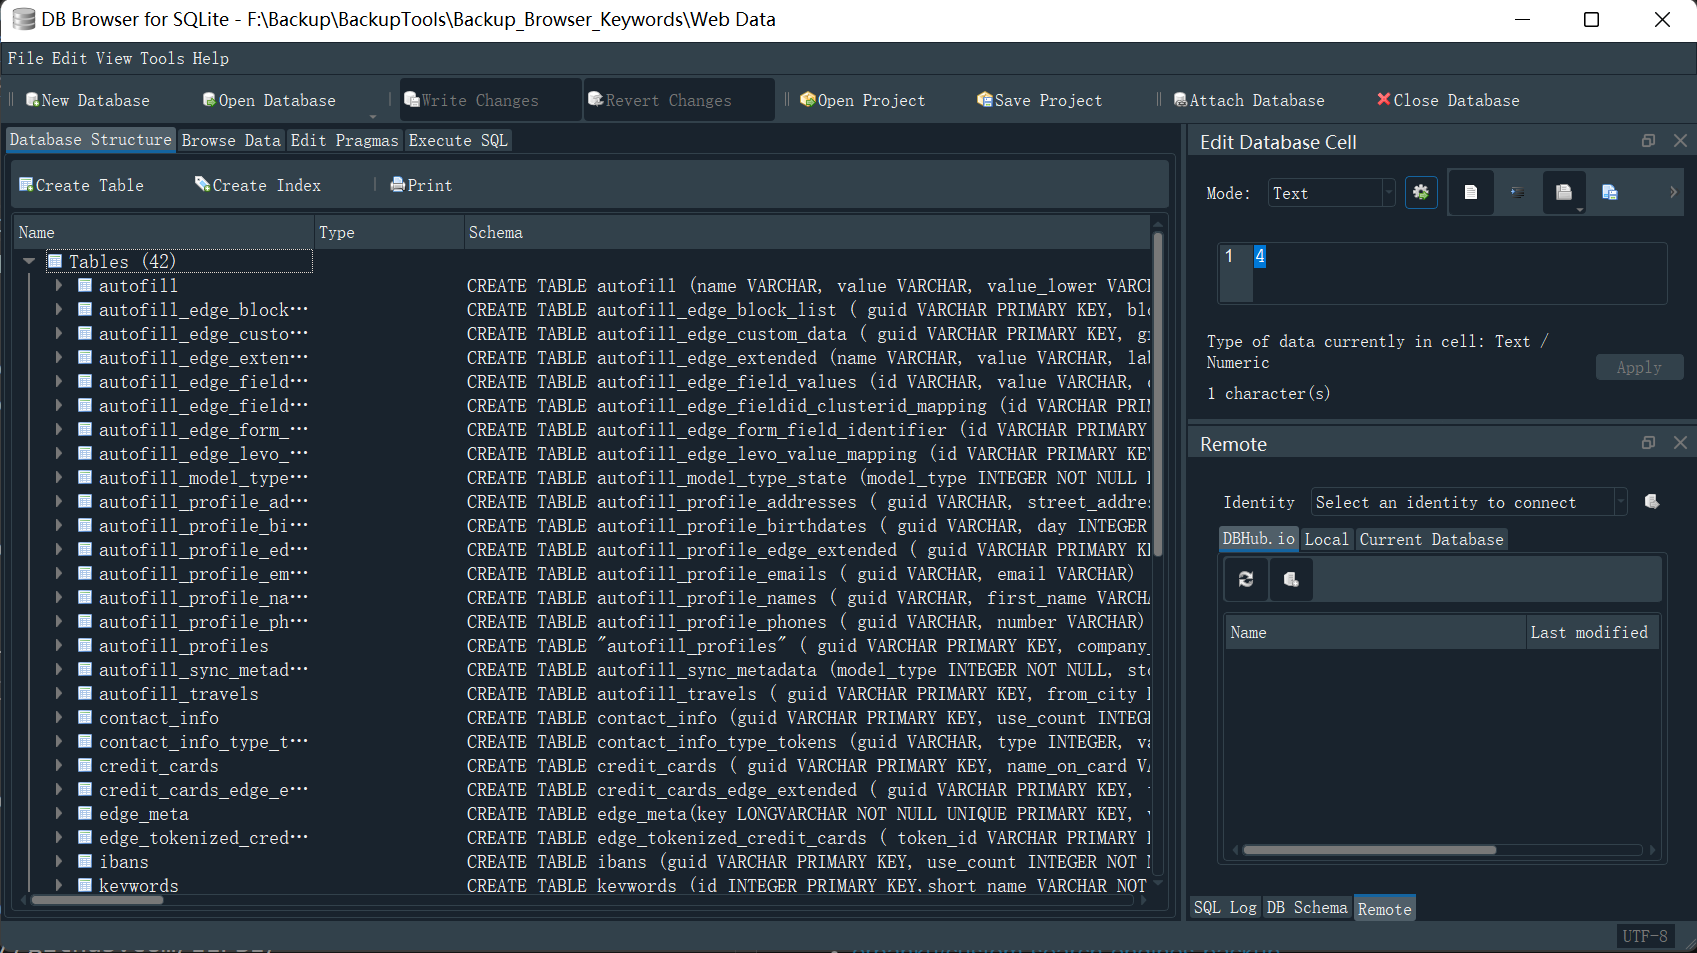 DB Browser for SQLite - F:\Backup\BackupTools\Backup_Browser_Keywords\Web Data
File Edit View Tools Help
New Database Open Database Write Changes Revert Changes Open Project Save Project Attach Database Close Database
Database Structure Browse Data Edit Pragmas Execute SQL
Create Table Create Index Print
Name Type Schema
Tables (42)
autofill CREATE TABLE autofill (name VARCHAR, value VARCHAR, value_lower VARCH
autofill_edge_block… CREATE TABLE autofill_edge_block_list ( guid VARCHAR PRIMARY KEY, blo
autofill_edge_custo… CREATE TABLE autofill_edge_custom_data ( guid VARCHAR PRIMARY KEY, g
autofill_edge_exten… CREATE TABLE autofill_edge_extended (name VARCHAR, value VARCHAR, lab
autofill_edge_field… CREATE TABLE autofill_edge_field_values (id VARCHAR, value VARCHAR,
autofill_edge_field… CREATE TABLE autofill_edge_fieldid_clusterid_mapping (id VARCHAR PRIM
autofill_edge_form_… CREATE TABLE autofill_edge_form_field_identifier (id VARCHAR PRIMARY
autofill_edge_levo_… CREATE TABLE autofill_edge_levo_value_mapping (id VARCHAR PRIMARY KEY
autofill_model_type… CREATE TABLE autofill_model_type_state (model_type INTEGER NOT NULL
autofill_profile_ad… CREATE TABLE autofill_profile_addresses ( guid VARCHAR, street_addres
autofill_profile_bi… CREATE TABLE autofill_profile_birthdates ( guid VARCHAR, day INTEGER
autofill_profile_ed… CREATE TABLE autofill_profile_edge_extended ( guid VARCHAR PRIMARY KE
autofill_profile_em… CREATE TABLE autofill_profile_emails ( guid VARCHAR, email VARCHAR)
autofill_profile_na… CREATE TABLE autofill_profile_names ( guid VARCHAR, first_name VARCHA
autofill_profile_ph… CREATE TABLE autofill_profile_phones ( guid VARCHAR, number VARCHAR)
autofill_profiles CREATE TABLE "autofill_profiles" ( guid VARCHAR PRIMARY KEY, company_
autofill_sync_metad… CREATE TABLE autofill_sync_metadata (model_type INTEGER NOT NULL, sto
autofill_travels CREATE TABLE autofill_travels ( guid VARCHAR PRIMARY KEY, from_city
contact_info CREATE TABLE contact_info (guid VARCHAR PRIMARY KEY, use_count INTEG
contact_info_type_t… CREATE TABLE contact_info_type_tokens (guid VARCHAR, type INTEGER, va
credit_cards CREATE TABLE credit_cards ( guid VARCHAR PRIMARY KEY, name_on_card VA
credit_cards_edge_e… CREATE TABLE credit_cards_edge_extended ( guid VARCHAR PRIMARY KEY,
edge_meta CREATE TABLE edge_meta(key LONGVARCHAR NOT NULL UNIQUE PRIMARY KEY,
edge_tokenized_cred… CREATE TABLE edge_tokenized_credit_cards ( token_id VARCHAR PRIMARY
ibans CREATE TABLE ibans (guid VARCHAR PRIMARY KEY, use_count INTEGER NOT N
keywords CREATE TABLE keywords (id INTEGER PRIMARY KEY,short_name VARCHAR NOT
Edit Database Cell
Mode: Text
1 4
Type of data currently in cell: Text /
Numeric
1 character(s)
Apply
Remote
Identity Select an identity to connect
DBHub.io Local Current Database
Name Last modified
SQL Log DB Schema Remote
UTF-8